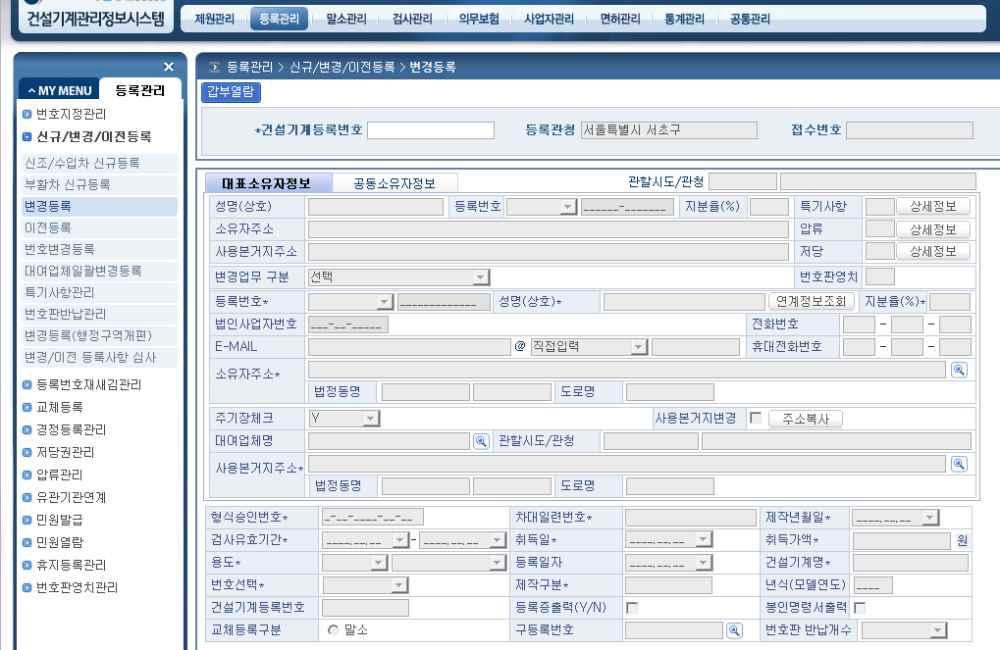 건설기계관리정보시스템
제원관리 등록관리 말소관리 검사관리 의무보험 사업자관리 면허관리 통계관리 공통관리
등록관리 > 신규/변경/이전등록 > 변경등록
MY MENU 등록관리
갑부열람
번호지정관리
신규/변경/이전등록
신조/수입차 신규등록
부활차 신규등록
변경등록
이전등록
번호변경등록
대여업체일괄변경등록
특기사항관리
번호판반납관리
변경등록(행정구역개편)
변경/이전 등록사항 심사
등록번호재새김관리
교체등록
경정등록관리
저당권관리
압류관리
유관기관연계
민원발급
민원열람
휴지등록관리
번호판영치관리
*건설기계등록번호 등록관청 서울특별시 서초구 접수번호
대표소유자정보 공동소유자정보 관할시도/관청
성명(상호) 등록번호 ______-_______ 지분율(%) 특기사항 상세정보
소유자주소 압류 상세정보
사용본거지주소 저당 상세정보
변경업무 구분 선택 번호판영치
등록번호* _____________ 성명(상호)* 연계정보조회 지분율(%)*
법인사업자번호 ___-__-_____ 전화번호 - -
E-MAIL @ 직접입력 휴대전화번호 - -
소유자주소*
법정동명 도로명
주기장체크 Y 사용본거지변경 주소복사
대여업체명 관할시도/관청
사용본거지주소*
법정동명 도로명
형식승인번호* _-__-____-__-__ 차대일련번호* 제작년월일* ____.__.__
검사유효기간* ____.__.__ - ____.__.__ 취득일* ____.__.__ 취득가액* 원
용도* 등록일자 ____.__.__ 건설기계명*
번호선택* 제작구분* 년식(모델연도) ____
건설기계등록번호 등록증출력(Y/N) 봉인명령서출력
교체등록구분 말소 구등록번호 번호판 반납개수